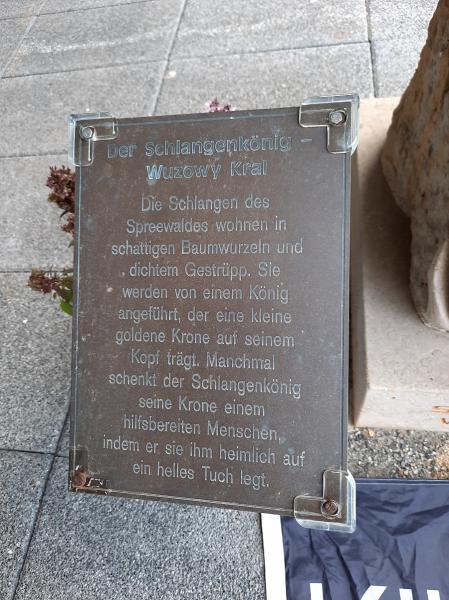 Der Schlangenkönig -
Wuzowy Kral
Die Schlangen des
Spreewaldes wohnen in
schattigen Baumwurzeln und
dichtem Gestrüpp. Sie
werden von einem König
angeführt, der eine kleine
goldene Krone auf seinem
Kopf trägt. Manchmal
schenkt der Schlangenkönig
seine Krone einem
hilfsbereiten Menschen,
indem er sie ihm heimlich auf
ein helles Tuch legt.